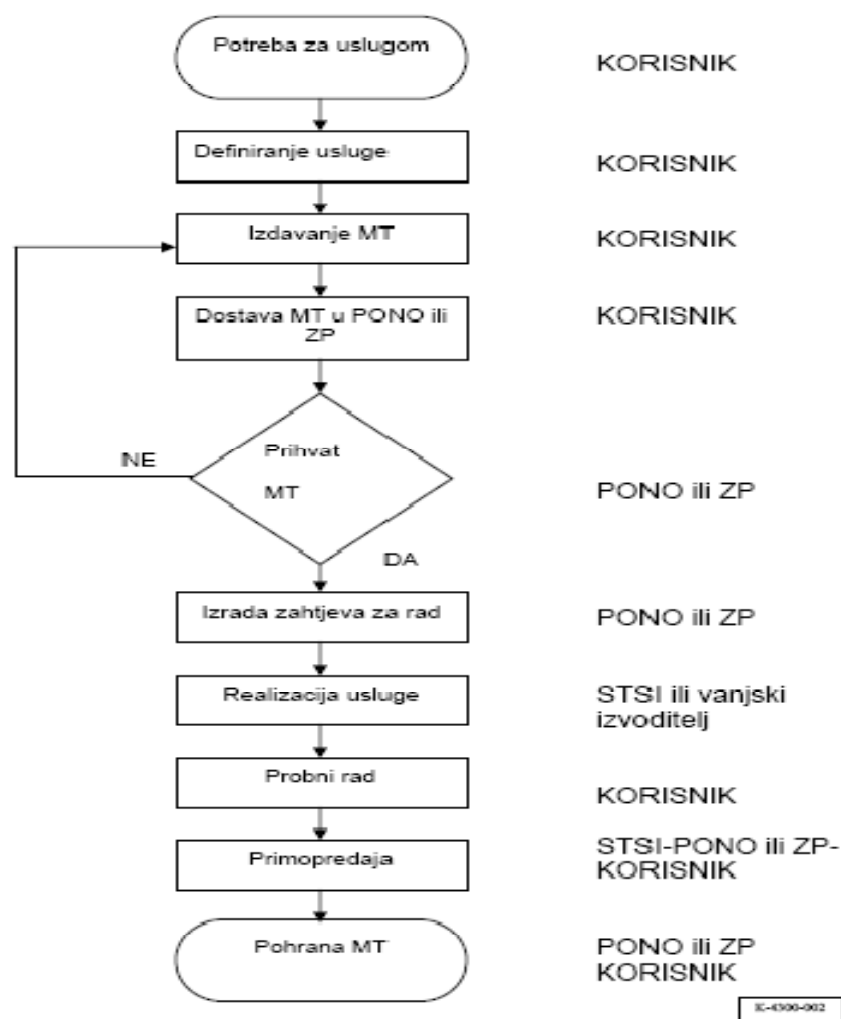 Potreba za uslugom
KORISNIK
Definiranje usluge
KORISNIK
Izdavanje MT
KORISNIK
Dostava MT u PONO ili
ZP
KORISNIK
NE
Prihvat
MT
PONO ili ZP
DA
Izrada zahtjeva za rad
PONO ili ZP
Realizacija usluge
STSI ili vanjski
izvoditelj
Probni rad
KORISNIK
Primopredaja
STSI-PONO ili ZP-
KORISNIK
Pohrana MT
PONO ili ZP
KORISNIK
K-4300-002